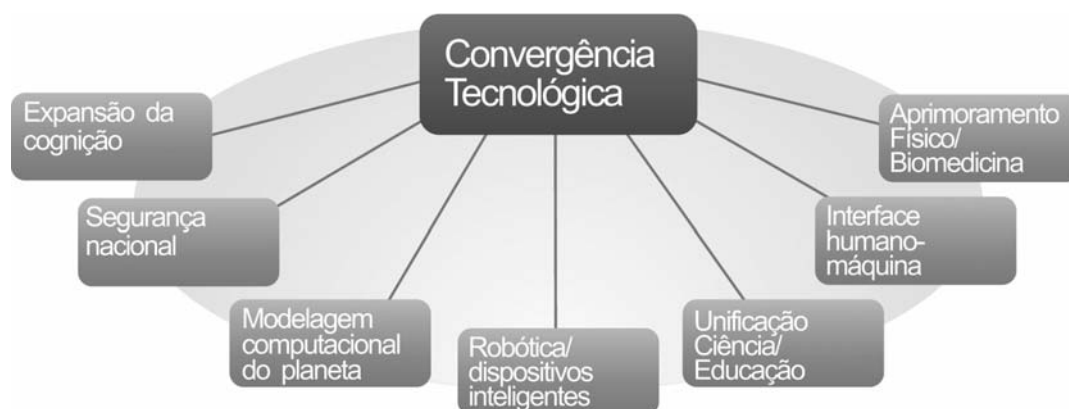 Convergência
Tecnológica
Expansão da
cognição
Aprimoramento
Físico/
Biomedicina
Segurança
nacional
Interface
humano-
máquina
Modelagem
computacional
do planeta
Robótica/
dispositivos
inteligentes
Unificação
Ciência/
Educação